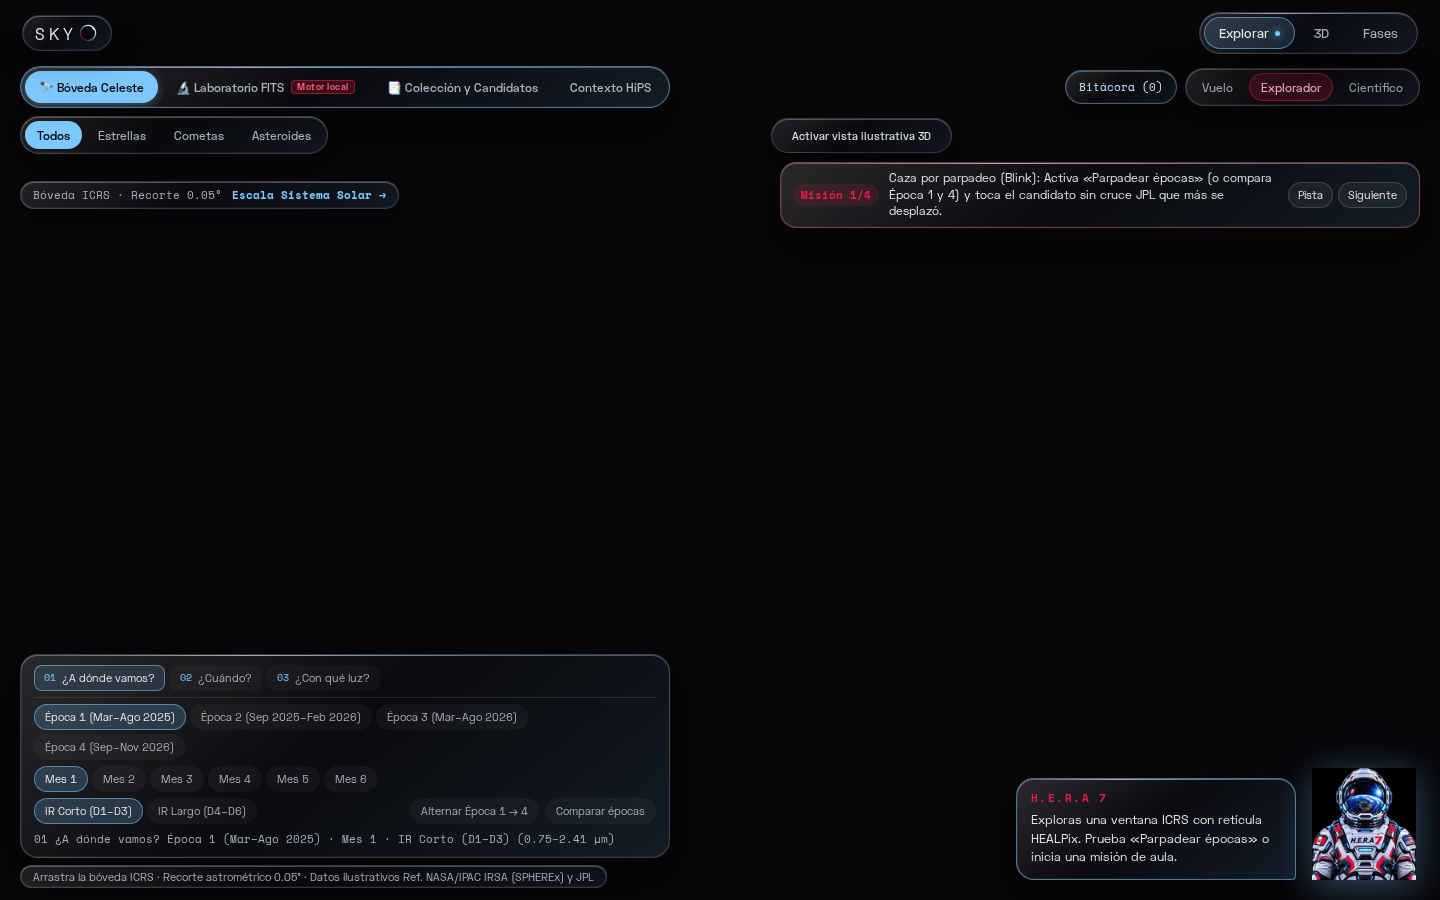 SKY
Explorar
3D
Fases
🔭 Bóveda Celeste
🔬 Laboratorio FITS
Motor local
📑 Colección y Candidatos
Contexto HiPS
Bitácora (0)
Vuelo
Explorador
Científico
Todos
Estrellas
Cometas
Asteroides
Activar vista ilustrativa 3D
Bóveda ICRS · Recorte 0.05° Escala Sistema Solar →
Misión 1/4
Caza por parpadeo (Blink): Activa «Parpadear épocas» (o compara
Época 1 y 4) y toca el candidato sin cruce JPL que más se
desplazó.
Pista
Siguiente
01 ¿A dónde vamos?
02 ¿Cuándo?
03 ¿Con qué luz?
Época 1 (Mar–Ago 2025)
Época 2 (Sep 2025–Feb 2026)
Época 3 (Mar–Ago 2026)
Época 4 (Sep–Nov 2026)
Mes 1
Mes 2
Mes 3
Mes 4
Mes 5
Mes 6
IR Corto (D1–D3)
IR Largo (D4–D6)
Alternar Época 1 → 4
Comparar épocas
01 ¿A dónde vamos? Época 1 (Mar–Ago 2025) · Mes 1 · IR Corto (D1–D3) (0.75–2.41 µm)
Arrastra la bóveda ICRS · Recorte astrométrico 0.05° · Datos ilustrativos Ref. NASA/IPAC IRSA (SPHEREx) y JPL
H.E.R.A 7
Exploras una ventana ICRS con retícula
HEALPix. Prueba «Parpadear épocas» o
inicia una misión de aula.
H.E.R.A 7